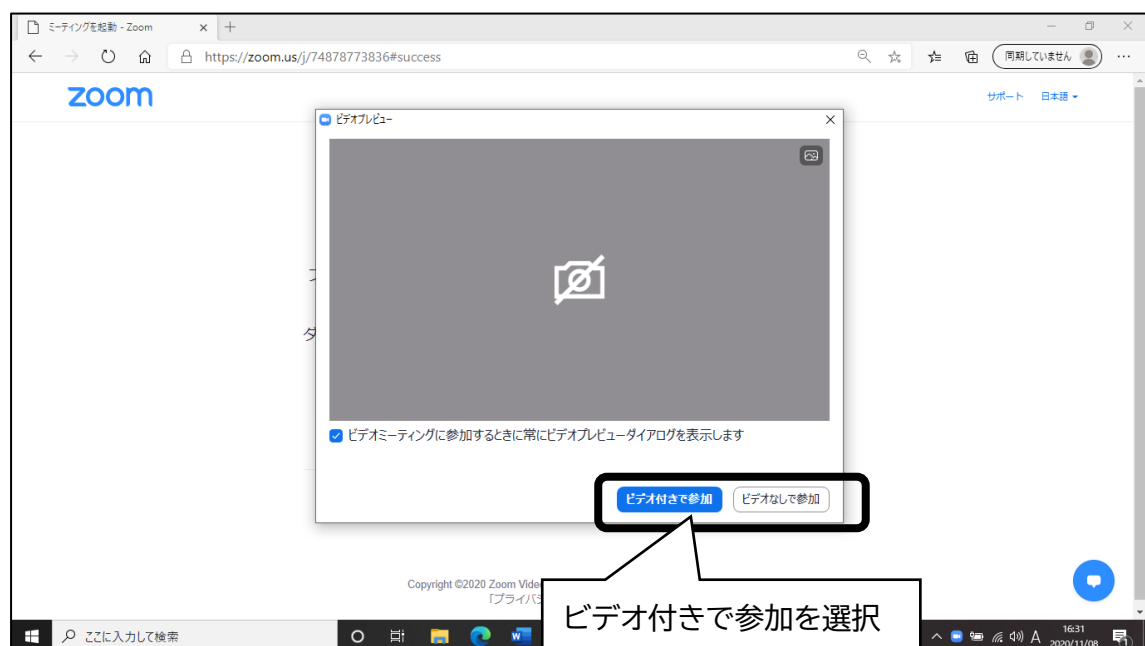 ミーティングを起動 - Zoom
https://zoom.us/j/74878773836#success
同期していません
zoom
サポート 日本語
ビデオプレビュー
ビデオミーティングに参加するときに常にビデオプレビューダイアログを表示します
ビデオ付きで参加 ビデオなしで参加
Copyright ©2020 Zoom Vide
「プライバシ
ビデオ付きで参加を選択
ここに入力して検索
A
16:31
2020/11/08